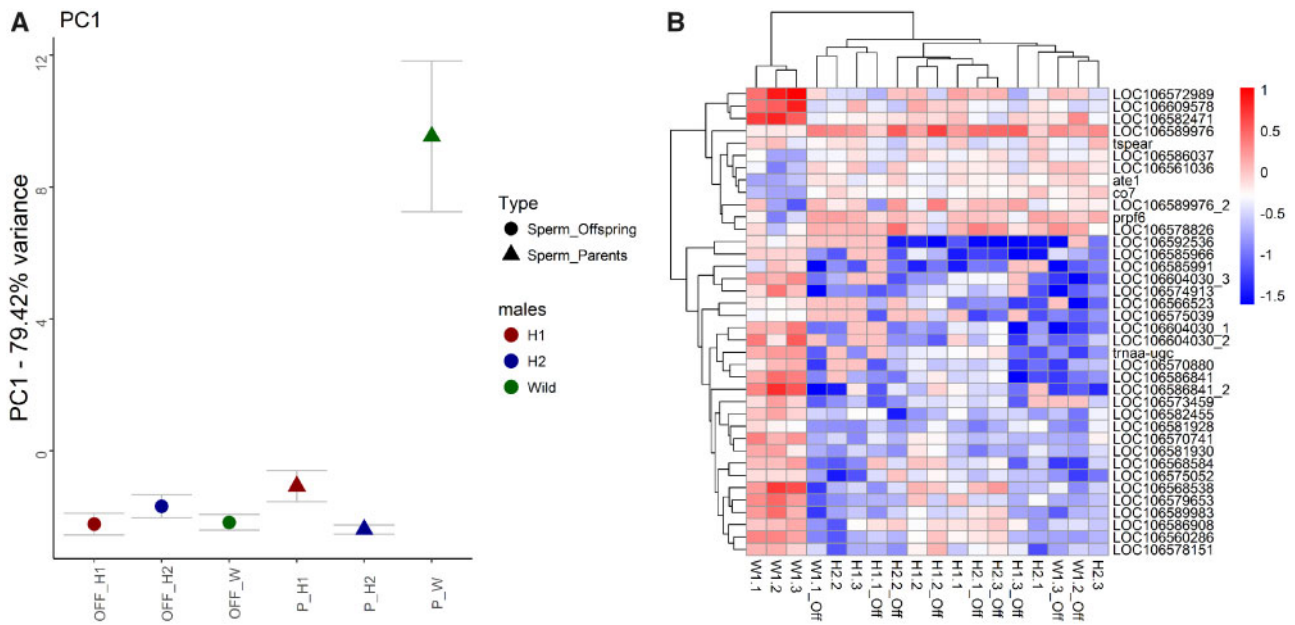 A
PC1
PC1 - 79.42% variance
12
8
4
0
OFF_H1
OFF_H2
OFF_W
P_H1
P_H2
P_W
Type
Sperm_Offspring
Sperm_Parents
males
H1
H2
Wild
B
LOC106572989
LOC106609578
LOC106582471
LOC106589976
tspear
LOC106586037
LOC106561036
ate1
co7
LOC106589976_2
prpf6
LOC106578826
LOC106592536
LOC106585966
LOC106585991
LOC106604030_3
LOC106574913
LOC106566523
LOC106575039
LOC106604030_1
LOC106604030_2
trnaa-ugc
LOC106570880
LOC106586841
LOC106586841_2
LOC106573459
LOC106582455
LOC106581928
LOC106570741
LOC106581930
LOC106568584
LOC106575052
LOC106568538
LOC106579653
LOC106589983
LOC106586908
LOC106560286
LOC106578151
1
0.5
0
-0.5
-1
-1.5
W1.1
W1.2
W1.3
W1.1_Off
H2.2
H1.3
H1.1_Off
H2.2_Off
H1.2
H1.2_Off
H1.1
H2.1_Off
H2.3_Off
H1.3_Off
H2.1
W1.3_Off
W1.2_Off
H2.3